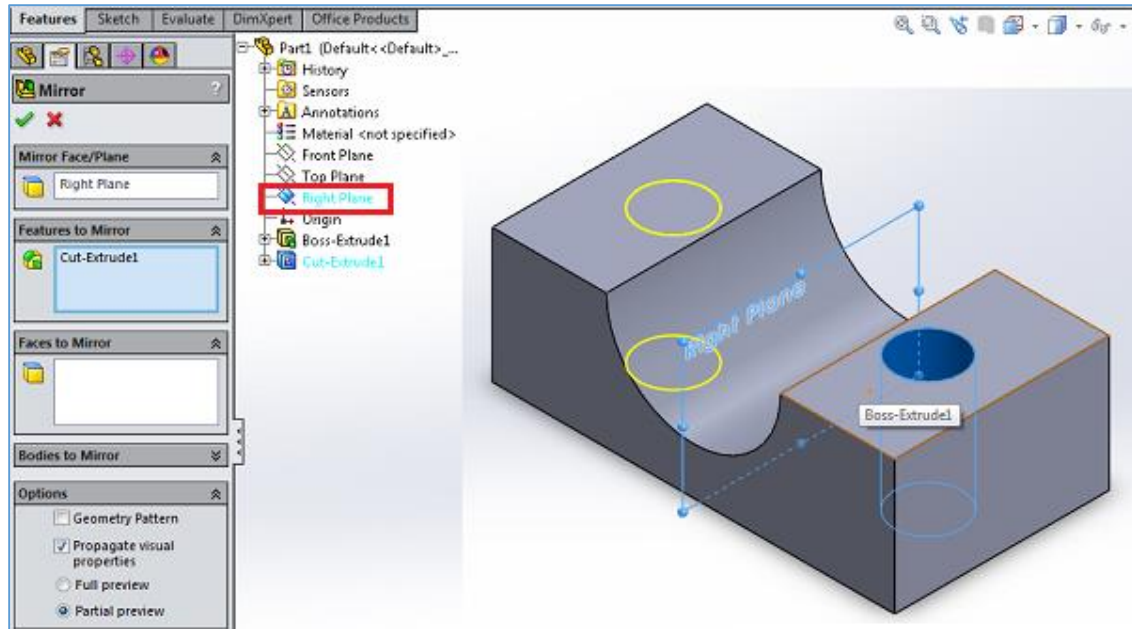 Features Sketch Evaluate DimXpert Office Products
Mirror ?
Mirror Face/Plane
Right Plane
Features to Mirror
Cut-Extrude1
Faces to Mirror
Bodies to Mirror
Options
Geometry Pattern
Propagate visual
properties
Full preview
Partial preview
Part1 (Default<<Default>_...
History
Sensors
A Annotations
Material <not specified>
Front Plane
Top Plane
Right Plane
Origin
Boss-Extrude1
Cut-Extrude1
Right Plane
Boss-Extrude1